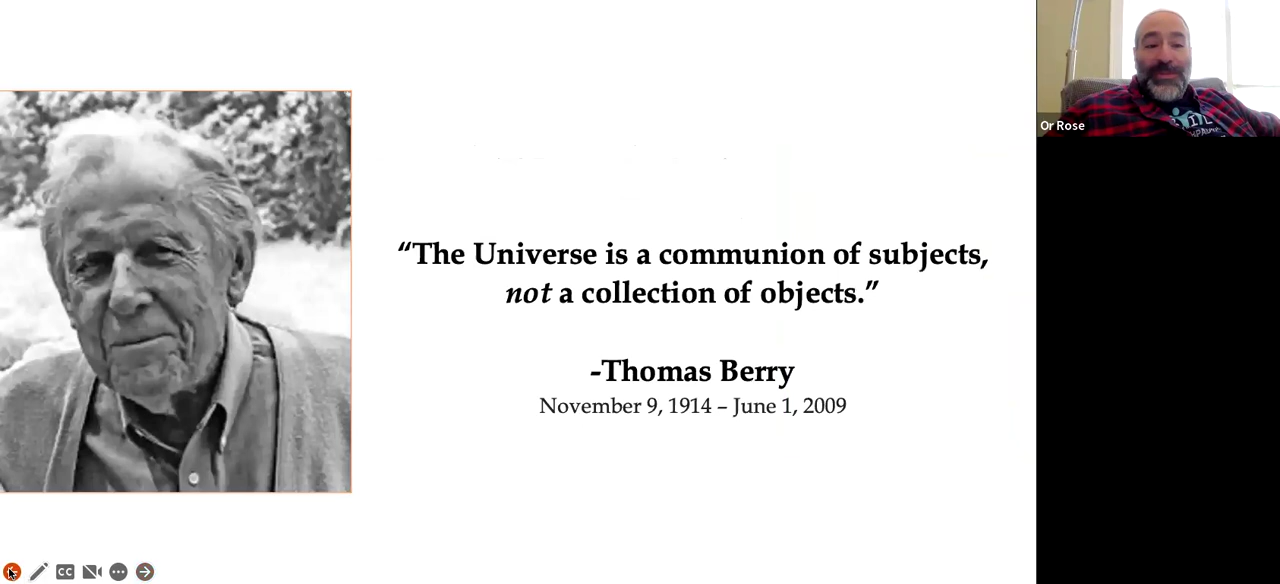 “The Universe is a communion of subjects,
not a collection of objects.”
-Thomas Berry
November 9, 1914 – June 1, 2009
Or Rose
CC